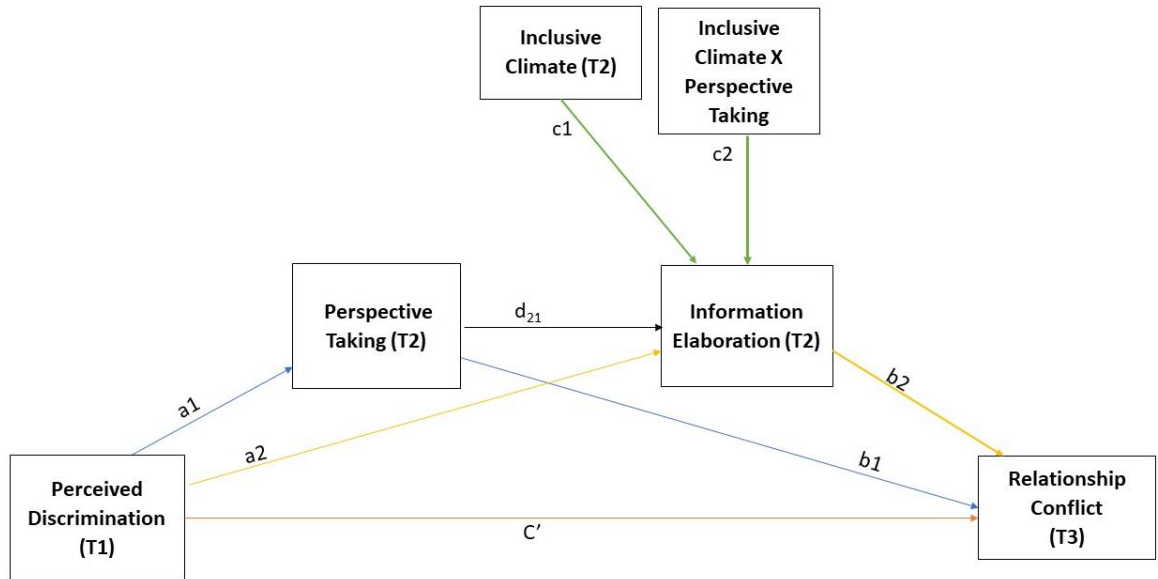 Inclusive
Climate (T2)
Inclusive
Climate X
Perspective
Taking
c1
c2
Perspective
Taking (T2)
d₂₁
Information
Elaboration (T2)
a1
a2
b1
b2
Perceived
Discrimination
(T1)
C′
Relationship
Conflict
(T3)